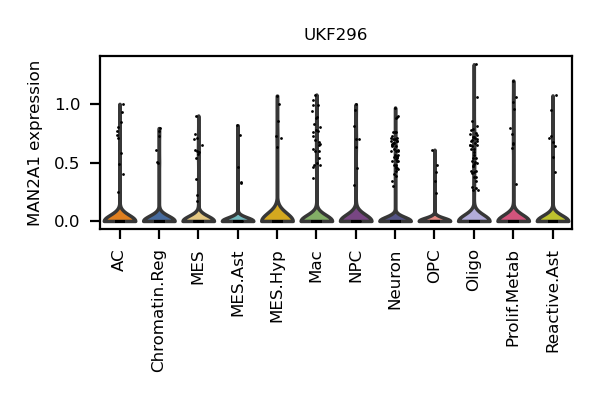 UKF296
MAN2A1 expression
1.0
0.5
0.0
AC
Chromatin.Reg
MES
MES.Ast
MES.Hyp
Mac
NPC
Neuron
OPC
Oligo
Prolif.Metab
Reactive.Ast